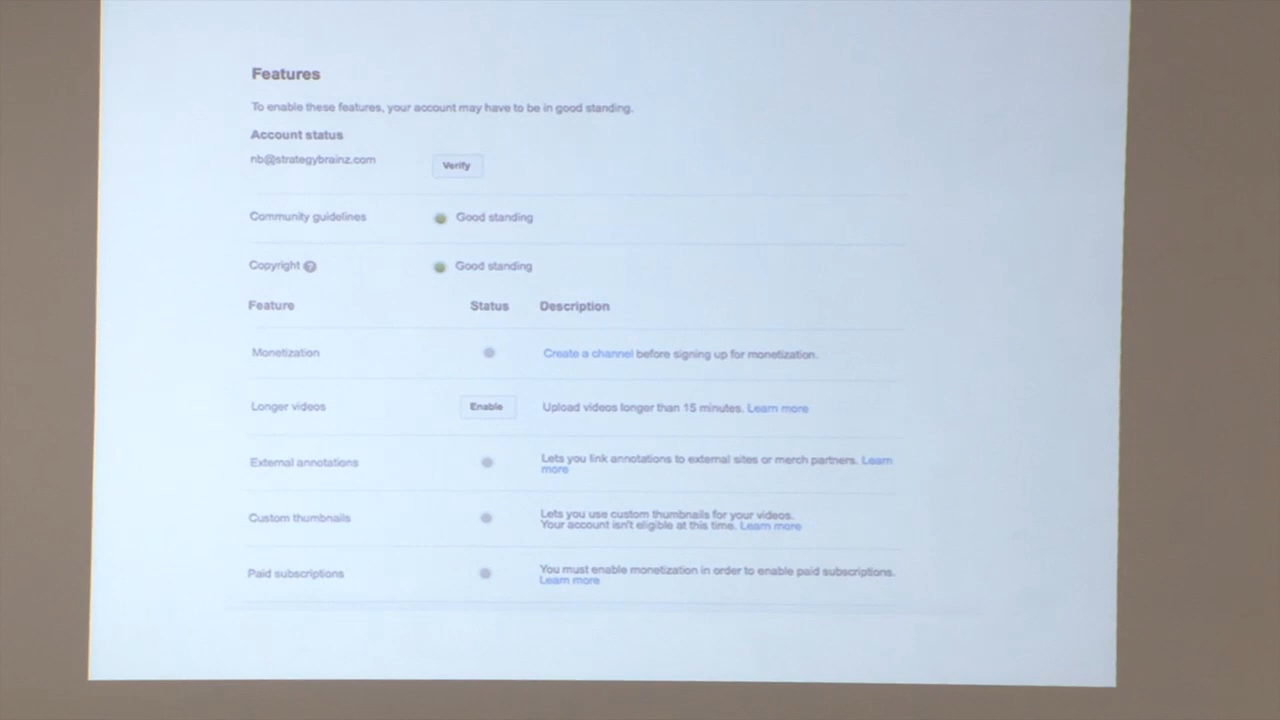 Features
To enable these features, your account may have to be in good standing.
Account status
nb@strategybrainz.com Verify
Community guidelines Good standing
Copyright ? Good standing
Feature Status Description
Monetization Create a channel before signing up for monetization.
Longer videos Enable Upload videos longer than 15 minutes. Learn more
External annotations Lets you link annotations to external sites or merch partners. Learn
more
Custom thumbnails Lets you use custom thumbnails for your videos.
Your account isn't eligible at this time. Learn more
Paid subscriptions You must enable monetization in order to enable paid subscriptions.
Learn more